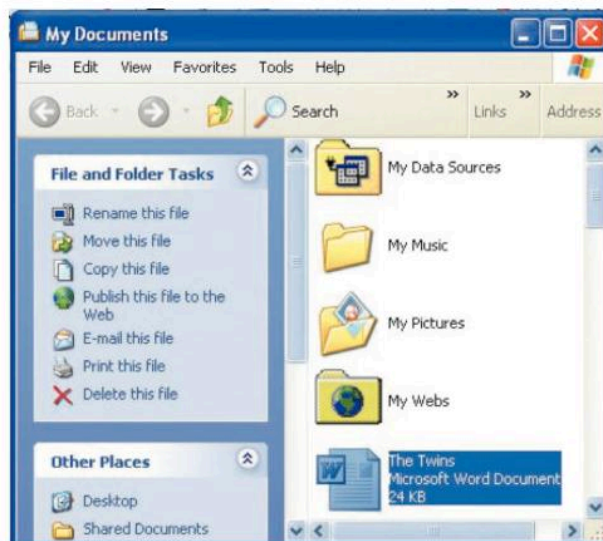 My Documents
File Edit View Favorites Tools Help
Back Search » Links » Address
File and Folder Tasks
Rename this file
Move this file
Copy this file
Publish this file to the
Web
E-mail this file
Print this file
Delete this file
Other Places
Desktop
Shared Documents
My Data Sources
My Music
My Pictures
My Webs
W
The Twins
Microsoft Word Document
24 KB